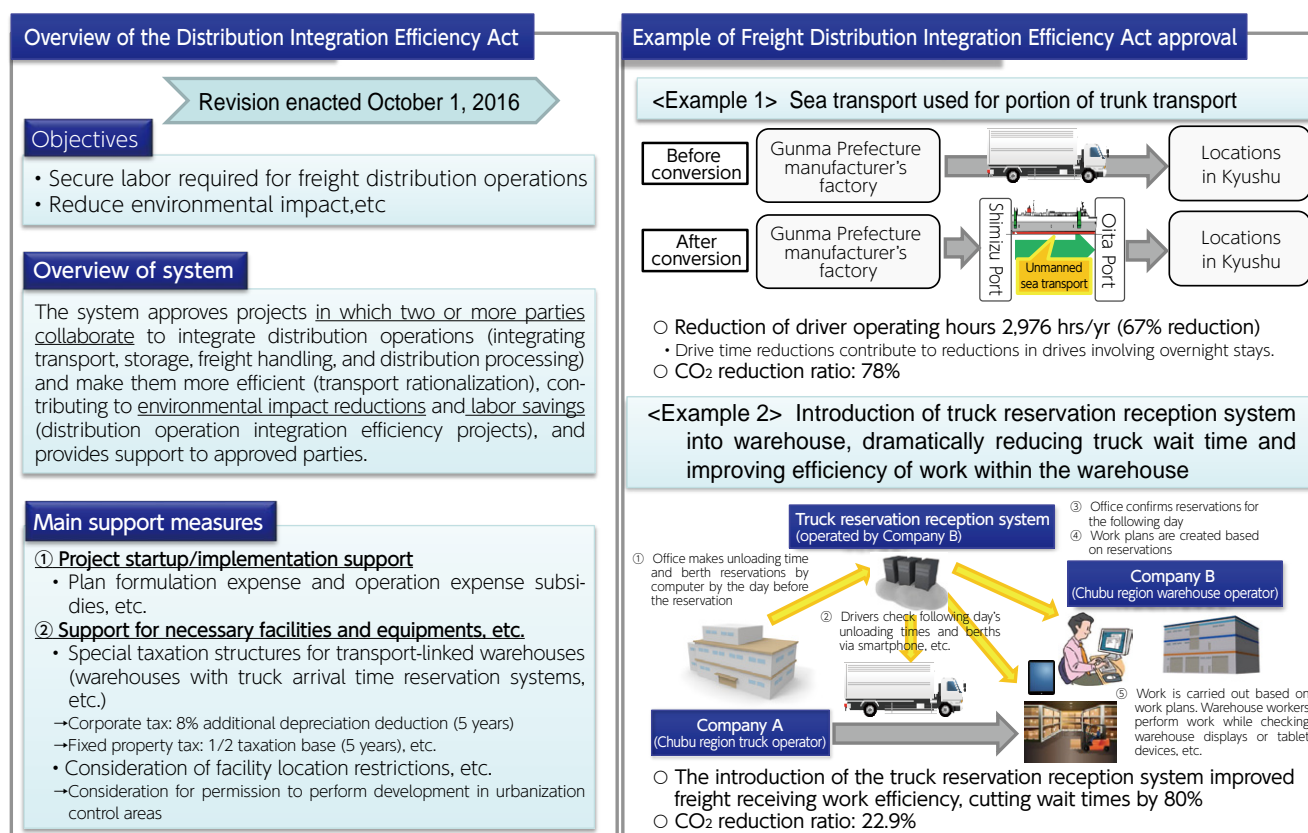 Overview of the Distribution Integration Efficiency Act
Revision enacted October 1, 2016
Objectives
・Secure labor required for freight distribution operations
・Reduce environmental impact,etc
Overview of system
The system approves projects in which two or more parties
collaborate to integrate distribution operations (integrating
transport, storage, freight handling, and distribution processing)
and make them more efficient (transport rationalization), con-
tributing to environmental impact reductions and labor savings
(distribution operation integration efficiency projects), and
provides support to approved parties.
Main support measures
① Project startup/implementation support
・Plan formulation expense and operation expense subsi-
dies, etc.
② Support for necessary facilities and equipments, etc.
・Special taxation structures for transport-linked warehouses
(warehouses with truck arrival time reservation systems,
etc.)
→Corporate tax: 8% additional depreciation deduction (5 years)
→Fixed property tax: 1/2 taxation base (5 years), etc.
・Consideration of facility location restrictions, etc.
→Consideration for permission to perform development in urbanization
control areas
Example of Freight Distribution Integration Efficiency Act approval
<Example 1> Sea transport used for portion of trunk transport
Before
conversion
Gunma Prefecture
manufacturer's
factory
Locations
in Kyushu
After
conversion
Gunma Prefecture
manufacturer's
factory
Shimizu Port
Unmanned
sea transport
Oita Port
Locations
in Kyushu
○ Reduction of driver operating hours 2,976 hrs/yr (67% reduction)
・Drive time reductions contribute to reductions in drives involving overnight stays.
○ CO2 reduction ratio: 78%
<Example 2> Introduction of truck reservation reception system
into warehouse, dramatically reducing truck wait time and
improving efficiency of work within the warehouse
Truck reservation reception system
(operated by Company B)
① Office makes unloading time
and berth reservations by
computer by the day before
the reservation
② Drivers check following day's
unloading times and berths
via smartphone, etc.
③ Office confirms reservations for
the following day
④ Work plans are created based
on reservations
Company B
(Chubu region warehouse operator)
⑤ Work is carried out based on
work plans. Warehouse workers
perform work while checking
warehouse displays or tablet
devices, etc.
Company A
(Chubu region truck operator)
○ The introduction of the truck reservation reception system improved
freight receiving work efficiency, cutting wait times by 80%
○ CO2 reduction ratio: 22.9%